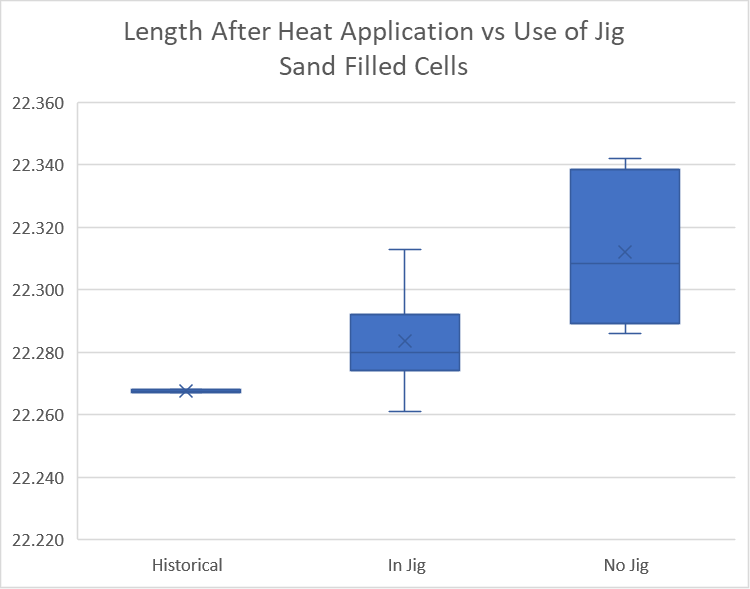 Length After Heat Application vs Use of Jig
Sand Filled Cells
22.360
22.340
22.320
22.300
22.280
22.260
22.240
22.220
Historical
In Jig
No Jig